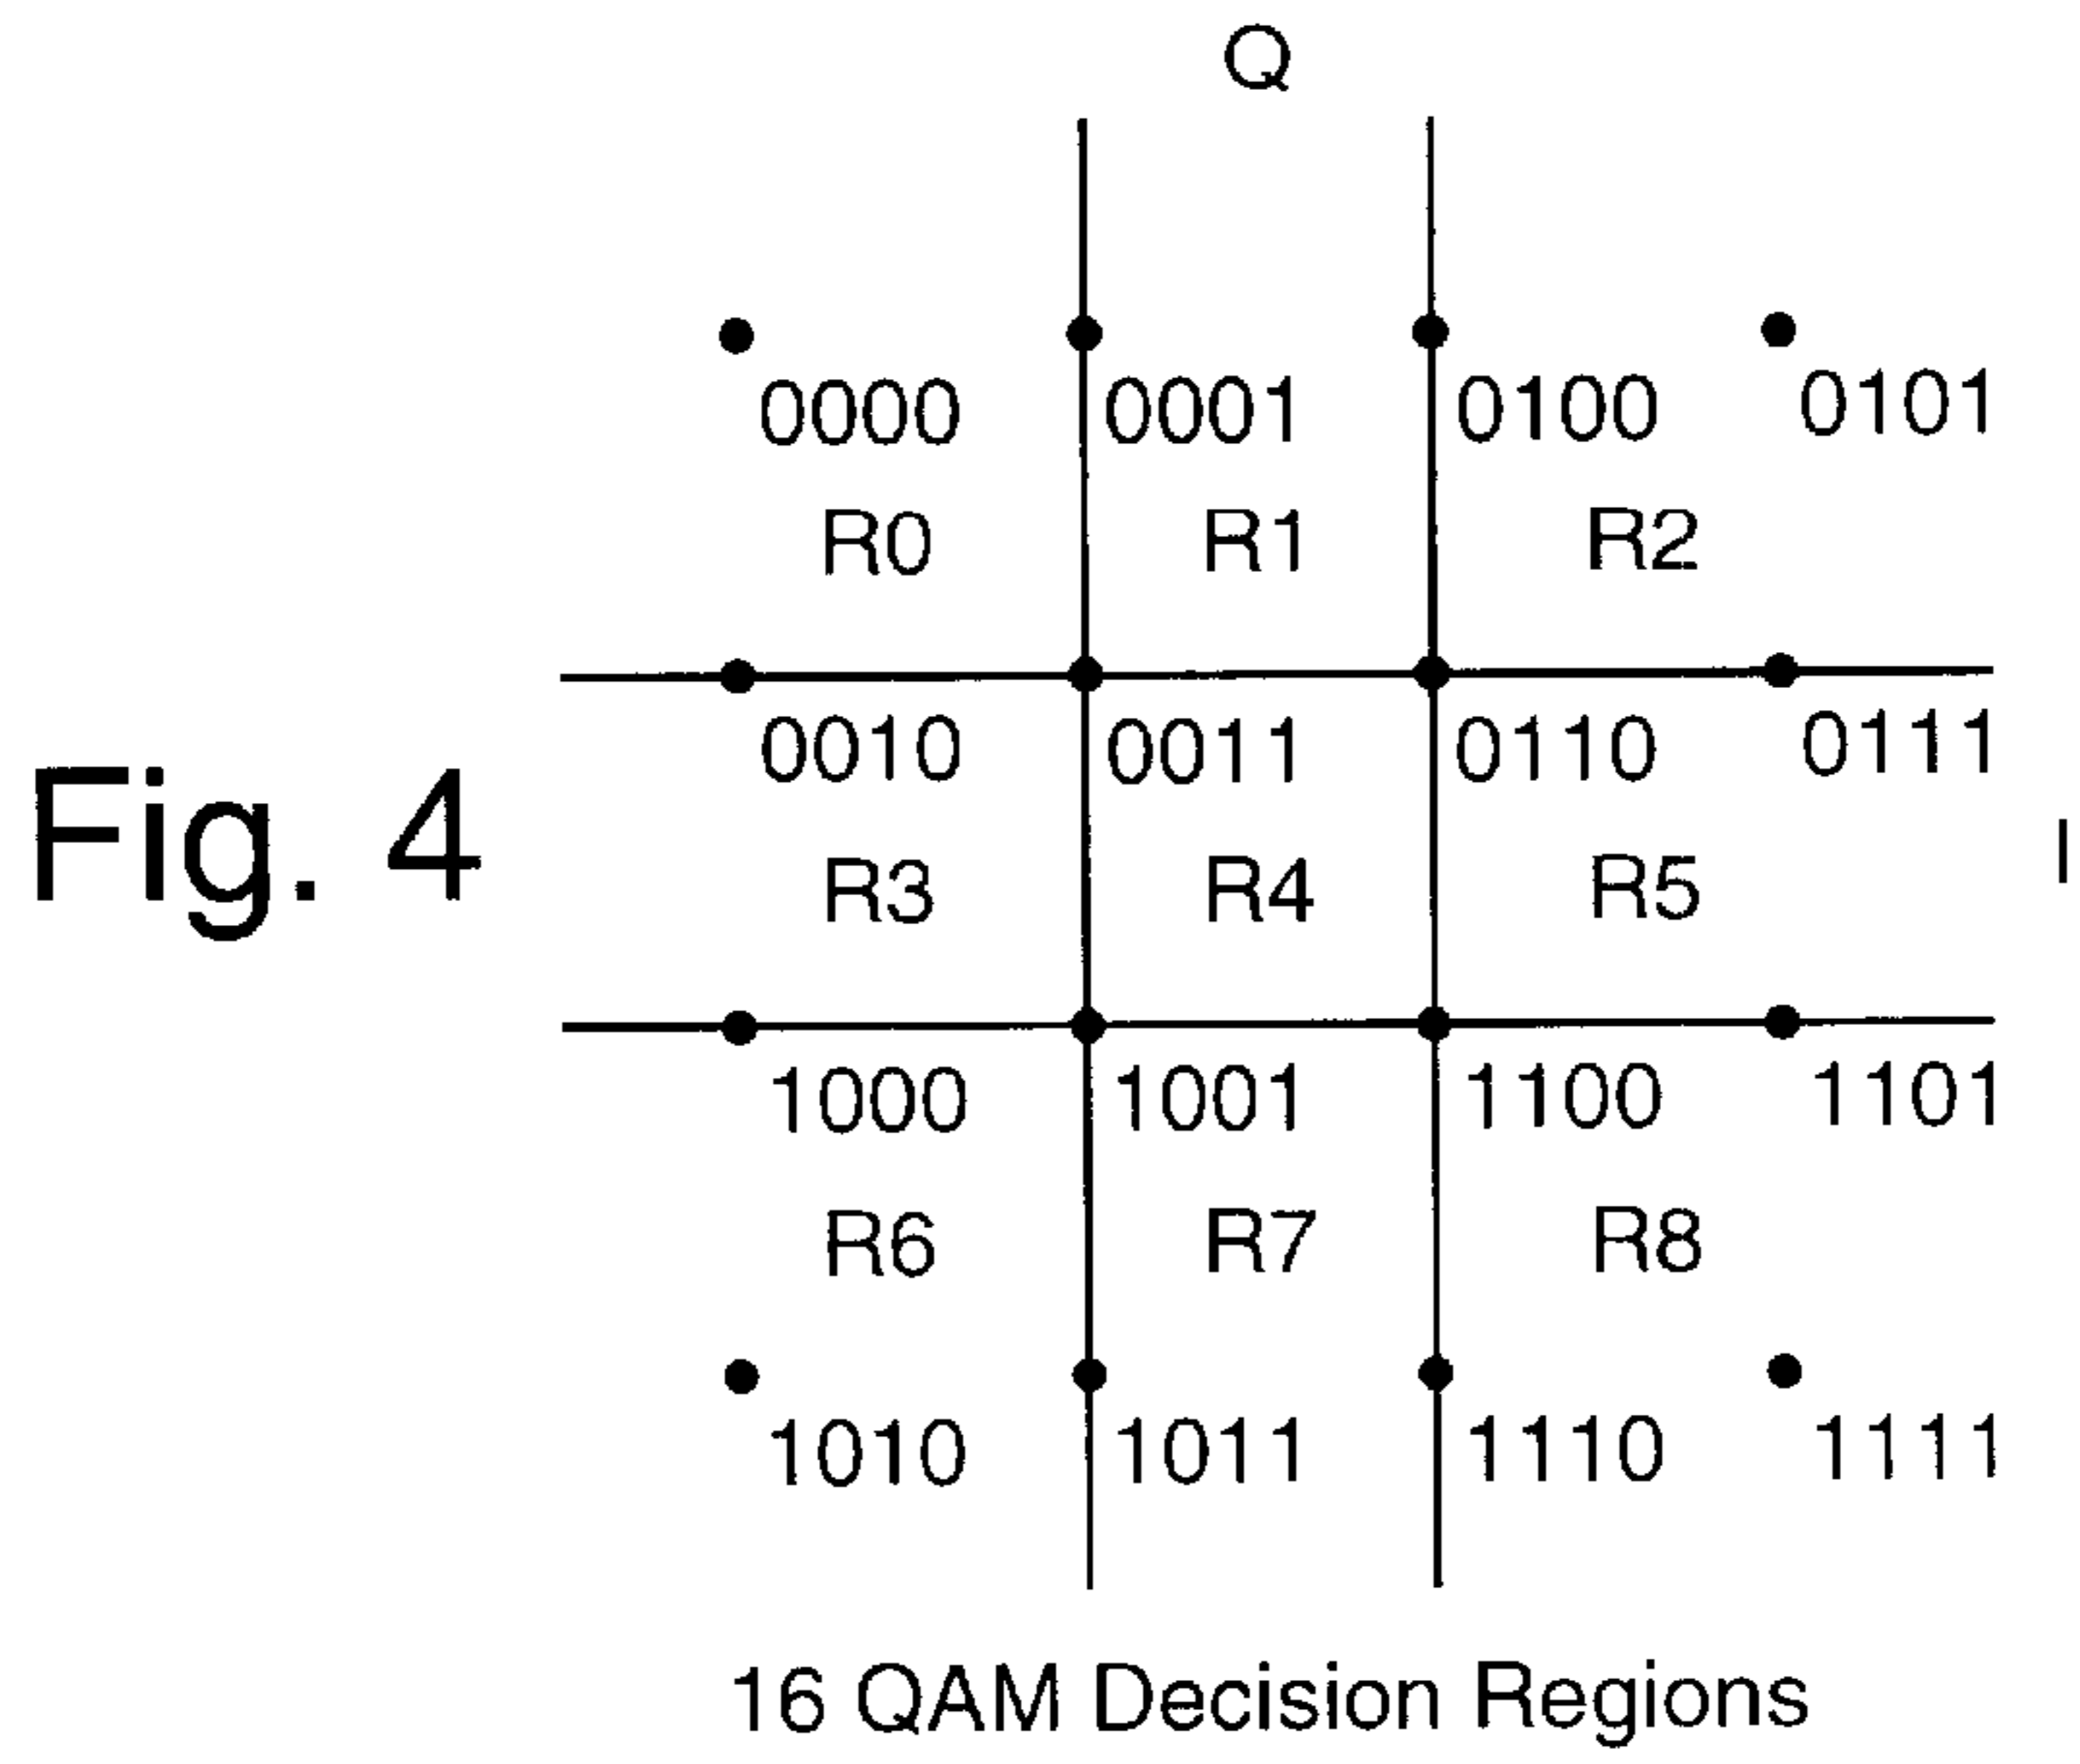 Q
0000 0001 0100 0101
R0 R1 R2
0010 0011 0110 0111
Fig. 4
R3 R4 R5 I
1000 1001 1100 1101
R6 R7 R8
1010 1011 1110 1111
16 QAM Decision Regions